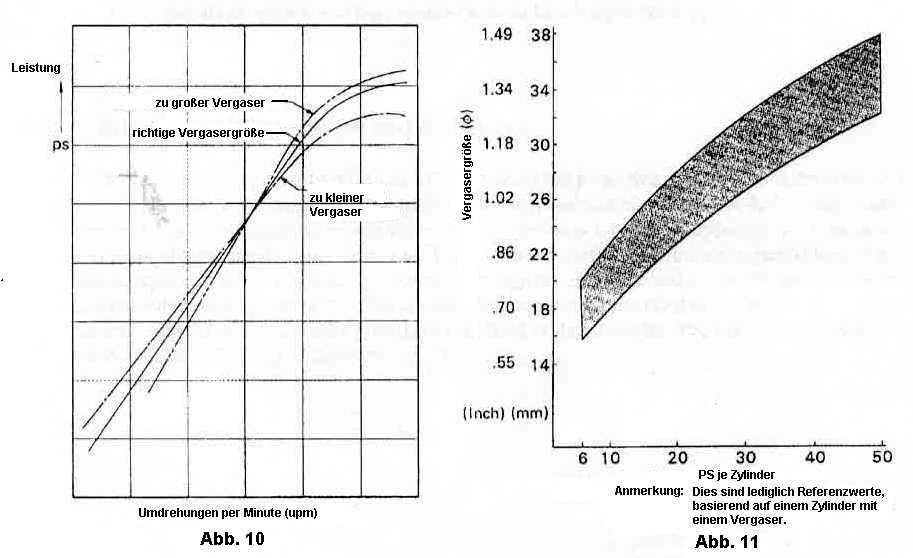 Leistung
ps
zu großer Vergaser
richtige Vergasergröße
zu kleiner
Vergaser
Umdrehungen per Minute (upm)
Abb. 10
Vergasergröße (ϕ)
1.49 38
1.34 34
1.18 30
1.02 26
.86 22
.70 18
.55 14
(Inch) (mm)
6 10 20 30 40 50
PS je Zylinder
Anmerkung: Dies sind lediglich Referenzwerte,
basierend auf einem Zylinder mit
einem Vergaser.
Abb. 11